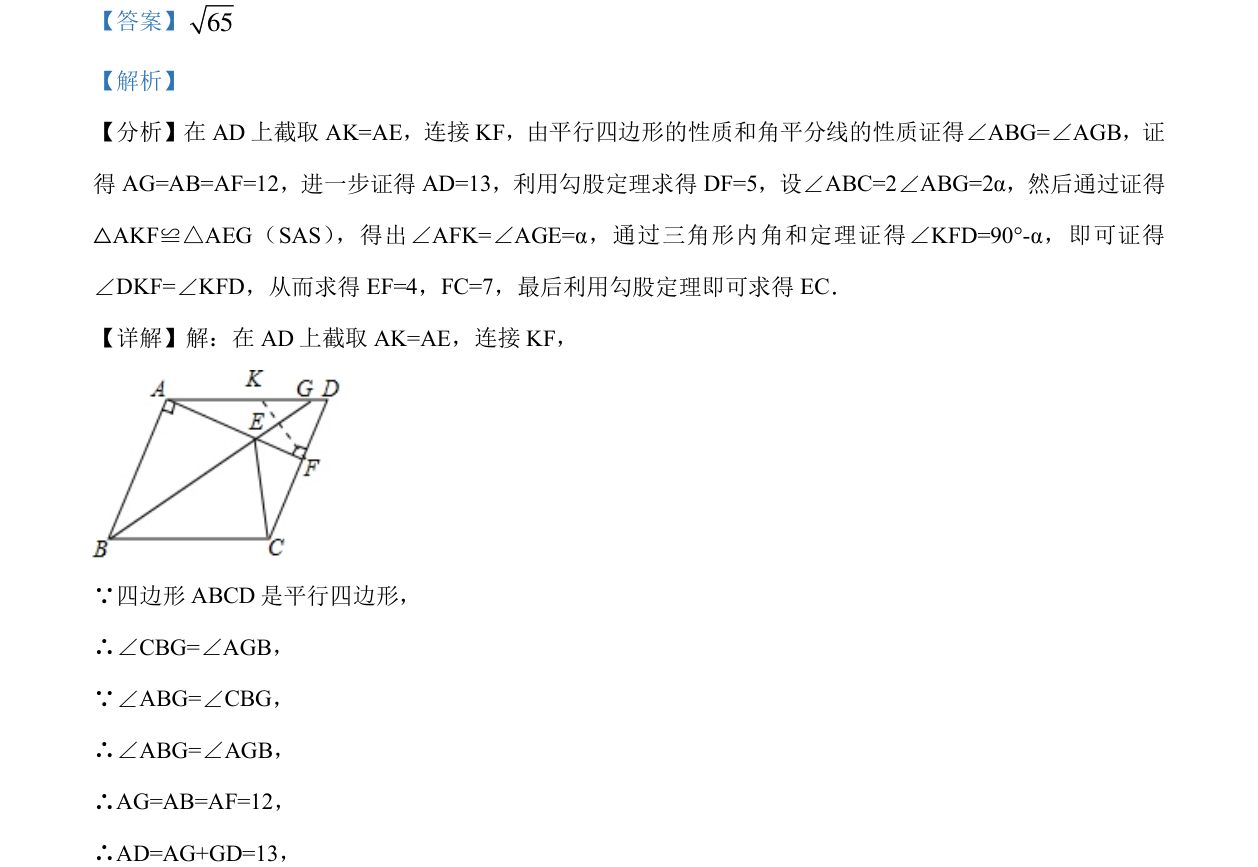 【答案】√65
【解析】
【分析】在 AD 上截取 AK=AE，连接 KF，由平行四边形的性质和角平分线的性质证得∠ABG=∠AGB，证
得 AG=AB=AF=12，进一步证得 AD=13，利用勾股定理求得 DF=5，设∠ABC=2∠ABG=2α，然后通过证得
△AKF≌△AEG（SAS），得出∠AFK=∠AGE=α，通过三角形内角和定理证得∠KFD=90°-α，即可证得
∠DKF=∠KFD，从而求得 EF=4，FC=7，最后利用勾股定理即可求得 EC．
【详解】解：在 AD 上截取 AK=AE，连接 KF，
A K G D
E
F
B C
∵四边形 ABCD 是平行四边形，
∴∠CBG=∠AGB，
∵∠ABG=∠CBG，
∴∠ABG=∠AGB，
∴AG=AB=AF=12，
∴AD=AG+GD=13，